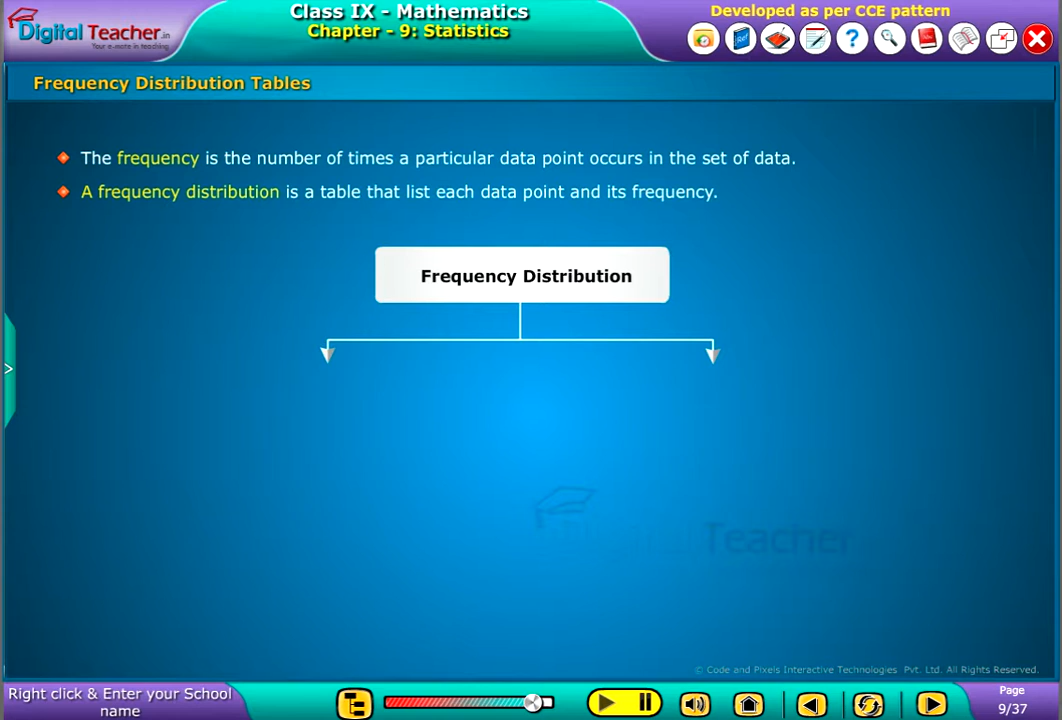 Digital Teacher.in
Your e-mate in teaching
Class IX - Mathematics
Chapter - 9: Statistics
Developed as per CCE pattern
Ref
Frequency Distribution Tables
The frequency is the number of times a particular data point occurs in the set of data.
A frequency distribution is a table that list each data point and its frequency.
Frequency Distribution
Teacher
© Code and Pixels Interactive Technologies Pvt. Ltd. All Rights Reserved.
Right click & Enter your School
name
Page
9/37